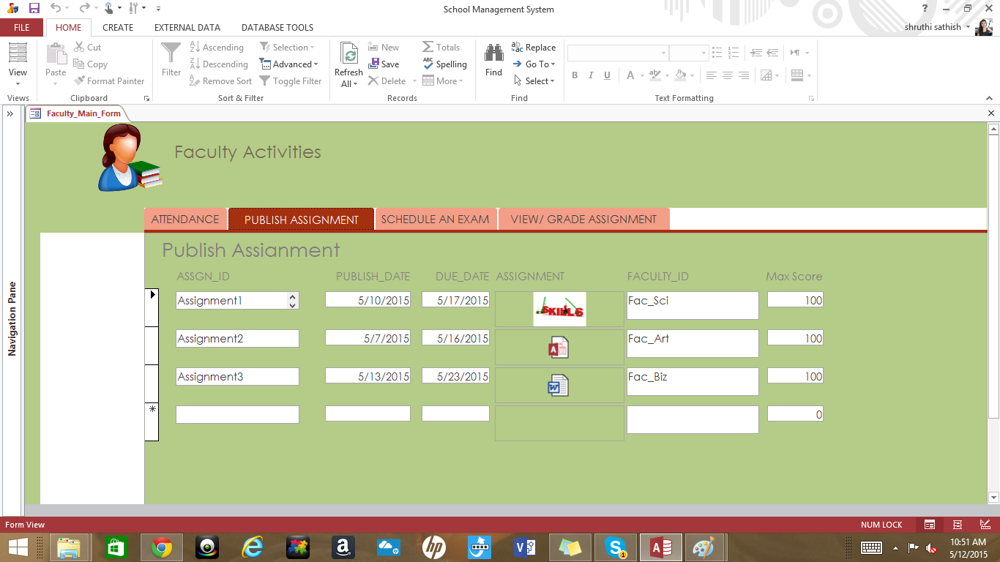 School Management System
?
FILE HOME CREATE EXTERNAL DATA DATABASE TOOLS
shruthi sathish
View
Paste
Cut
Copy
Format Painter
Filter
Ascending
Descending
Remove Sort
Selection
Advanced
Toggle Filter
Refresh
All
New
Save
Delete
Totals
Spelling
More
Find
Replace
Go To
Select
B I U A
Views Clipboard Sort & Filter Records Find Text Formatting
Faculty_Main_Form
Navigation Pane
Faculty Activities
ATTENDANCE PUBLISH ASSIGNMENT SCHEDULE AN EXAM VIEW/ GRADE ASSIGNMENT
Publish Assianment
ASSGN_ID PUBLISH_DATE DUE_DATE ASSIGNMENT FACULTY_ID Max Score
Assignment1 5/10/2015 5/17/2015 SKILLS Fac_Sci 100
Assignment2 5/7/2015 5/16/2015 Fac_Art 100
Assignment3 5/13/2015 5/23/2015 Fac_Biz 100
0
Form View
NUM LOCK
10:51 AM
5/12/2015